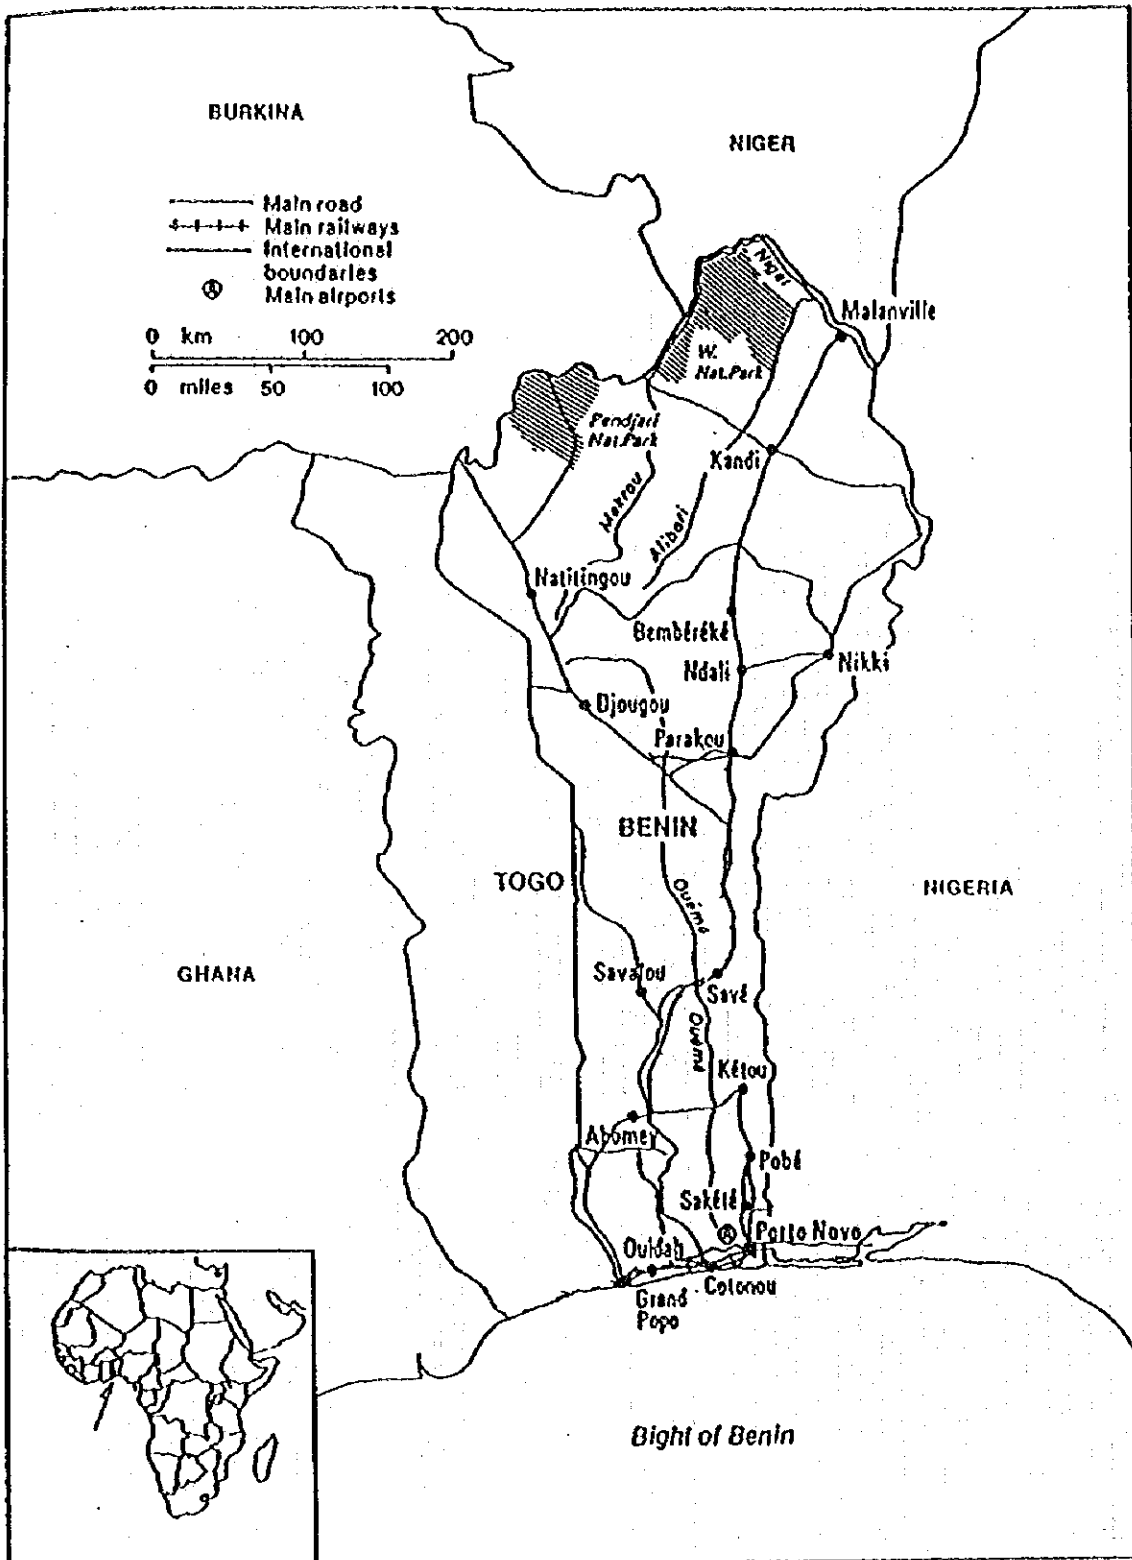 BURKINA
NIGER
Main road
Main railways
International
boundaries
Main airports
0 km 100 200
0 miles 50 100
Niger
Malanville
W.
Nat.Park
Pendjari
Nat.Park
Kandi
Mekrou
Alibori
Natitingou
Bembéréké
Ndali
Nikki
Djougou
Parakou
BENIN
TOGO
Ouémé
NIGERIA
GHANA
Savalou
Savé
Ouémé
Kétou
Abomey
Pobé
Sakété
Porto Novo
Ouidah
Cotonou
Grand
Popo
Bight of Benin